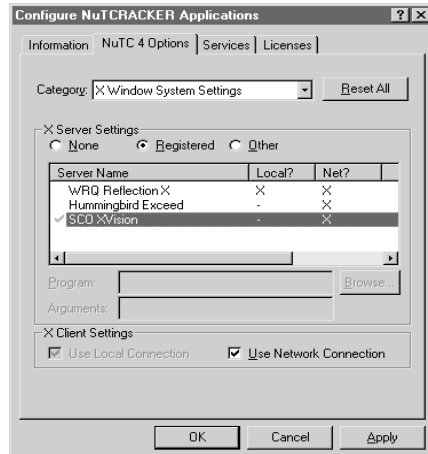 Configure NuTCRACKER Applications
Information NuTC 4 Options Services Licenses
Category: X Window System Settings Reset All
X Server Settings
None Registered Other
Server Name Local? Net?
WRQ Reflection X X X
Hummingbird Exceed - X
SCO XVision - X
Program: Browse...
Arguments:
X Client Settings
Use Local Connection Use Network Connection
OK Cancel Apply